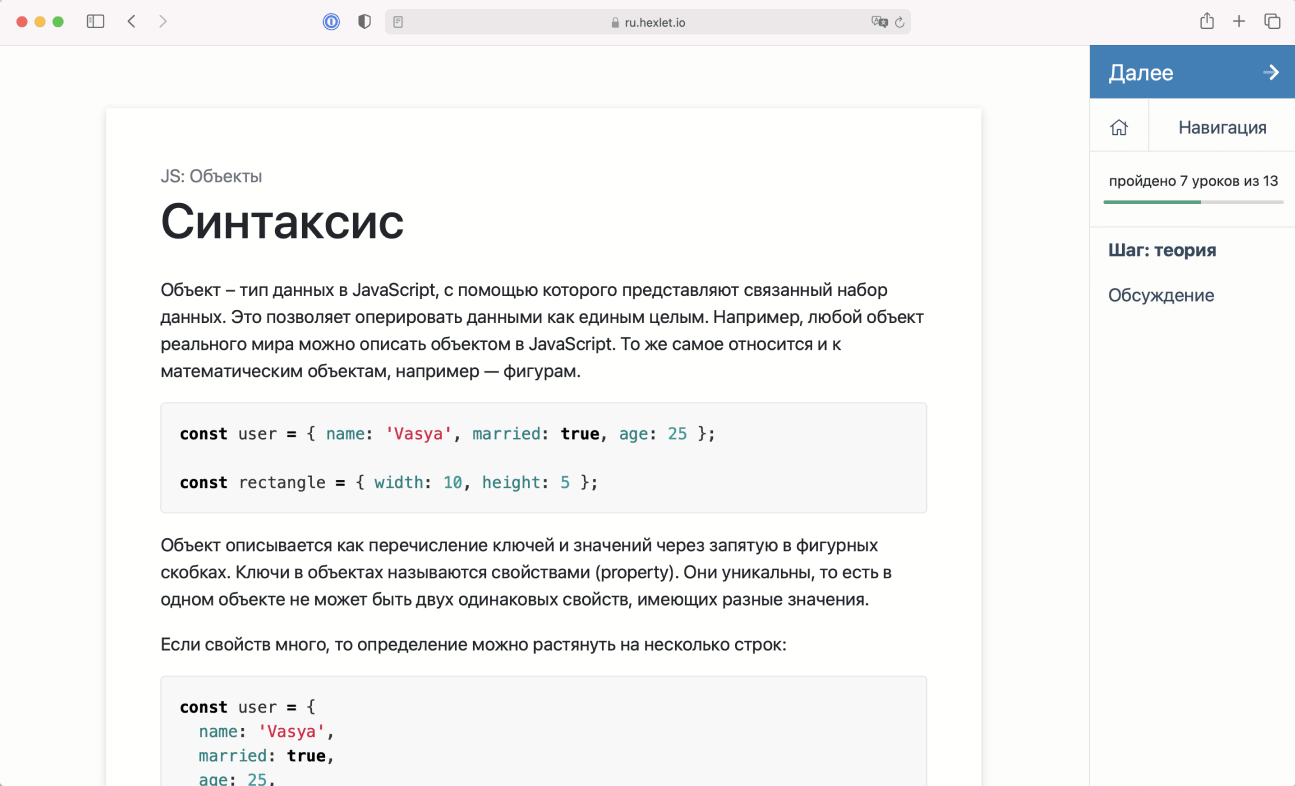 ru.hexlet.io
Далее
Навигация
пройдено 7 уроков из 13
Шаг: теория
Обсуждение
JS: Объекты
Синтаксис
Объект – тип данных в JavaScript, с помощью которого представляют связанный набор
данных. Это позволяет оперировать данными как единым целым. Например, любой объект
реального мира можно описать объектом в JavaScript. То же самое относится и к
математическим объектам, например — фигурам.
const user = { name: 'Vasya', married: true, age: 25 };
const rectangle = { width: 10, height: 5 };
Объект описывается как перечисление ключей и значений через запятую в фигурных
скобках. Ключи в объектах называются свойствами (property). Они уникальны, то есть в
одном объекте не может быть двух одинаковых свойств, имеющих разные значения.
Если свойств много, то определение можно растянуть на несколько строк:
const user = {
  name: 'Vasya',
  married: true,
  age: 25,